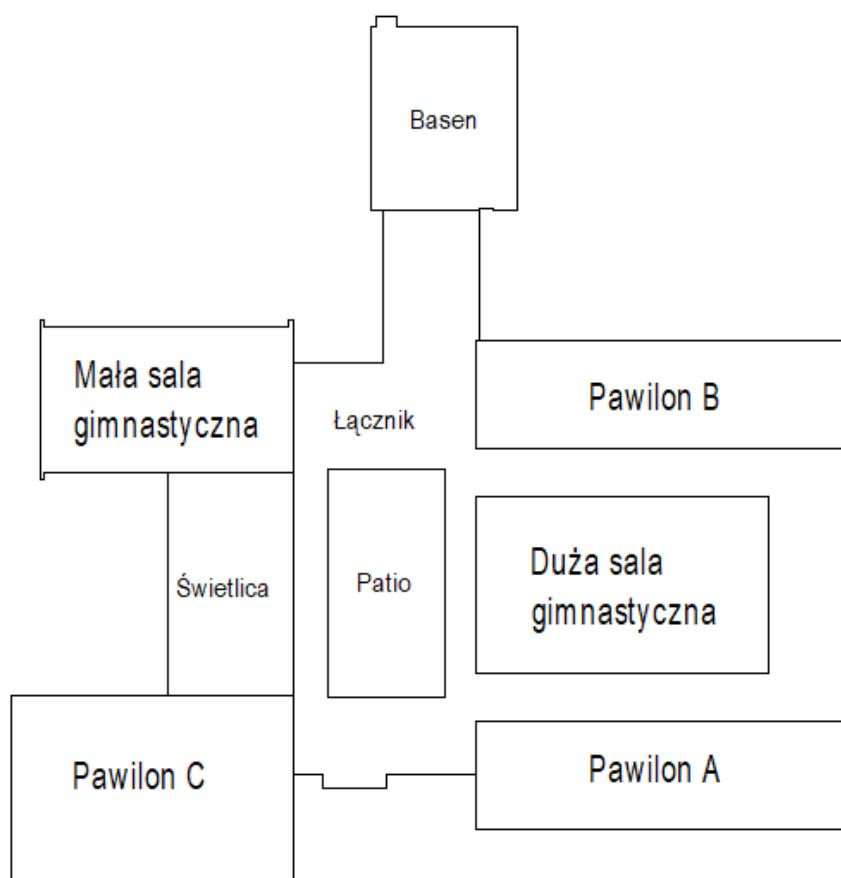 Basen
Mała sala
gimnastyczna
Pawilon B
Łącznik
Duża sala
gimnastyczna
Świetlica
Patio
Pawilon C
Pawilon A